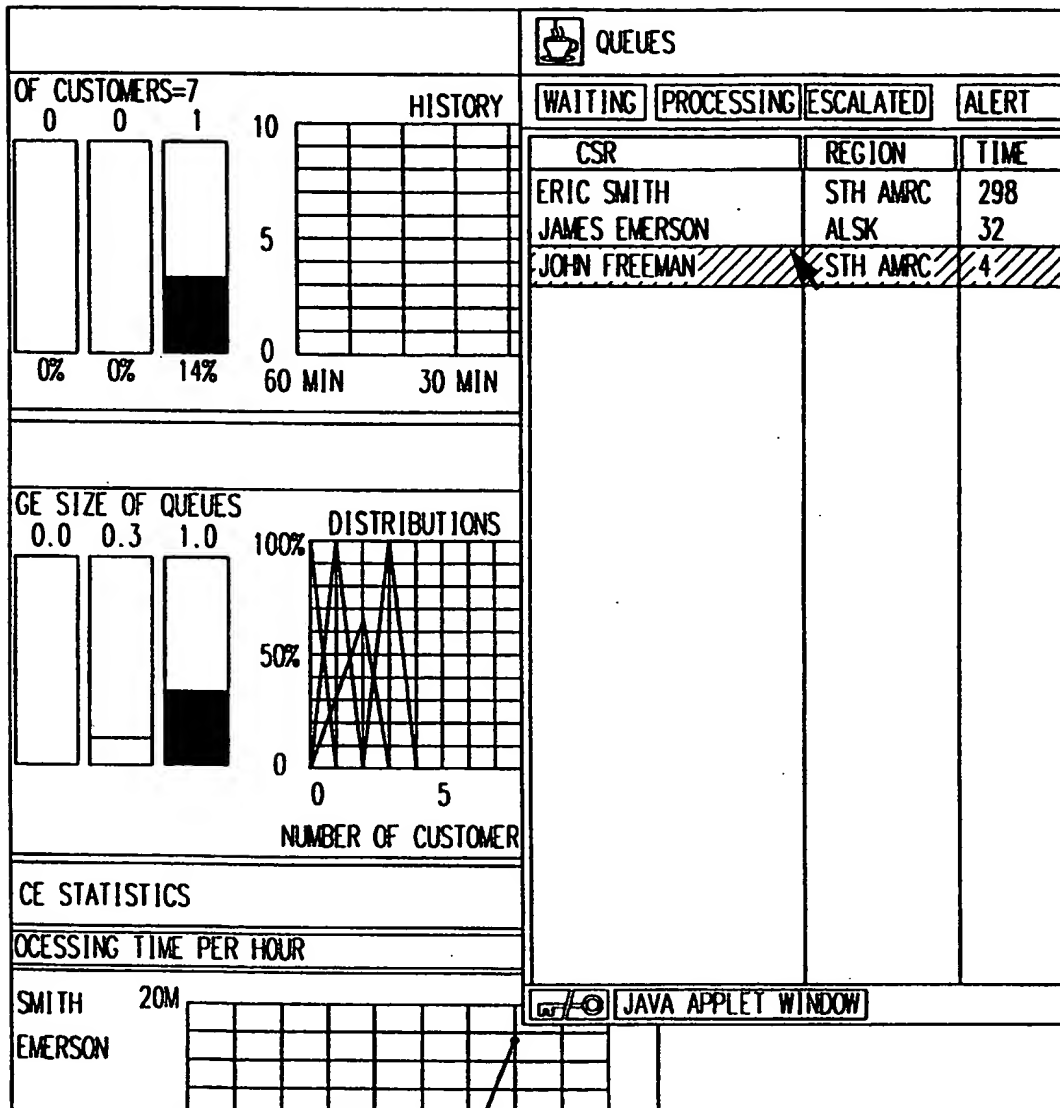 OF CUSTOMERS=7
0 0 1
HISTORY
10
5
0
0% 0% 14%
60 MIN 30 MIN
GE SIZE OF QUEUES
0.0 0.3 1.0
DISTRIBUTIONS
100%
50%
0
0 5
NUMBER OF CUSTOMER
CE STATISTICS
OCESSING TIME PER HOUR
SMITH 20M
EMERSON
QUEUES
WAITING PROCESSING ESCALATED ALERT
CSR REGION TIME
ERIC SMITH STH AMRC 298
JAMES EMERSON ALSK 32
JOHN FREEMAN STH AMRC 4
JAVA APPLET WINDOW